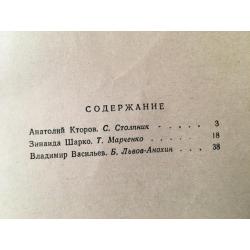 СОДЕРЖАНИЕ
Анатолий Кторов. С. Столпник - - - - - 3
Зинаида Шарко. Т. Марченко - - - - 18
Владимир Васильев. Б. Львов-Анохин - - - 38